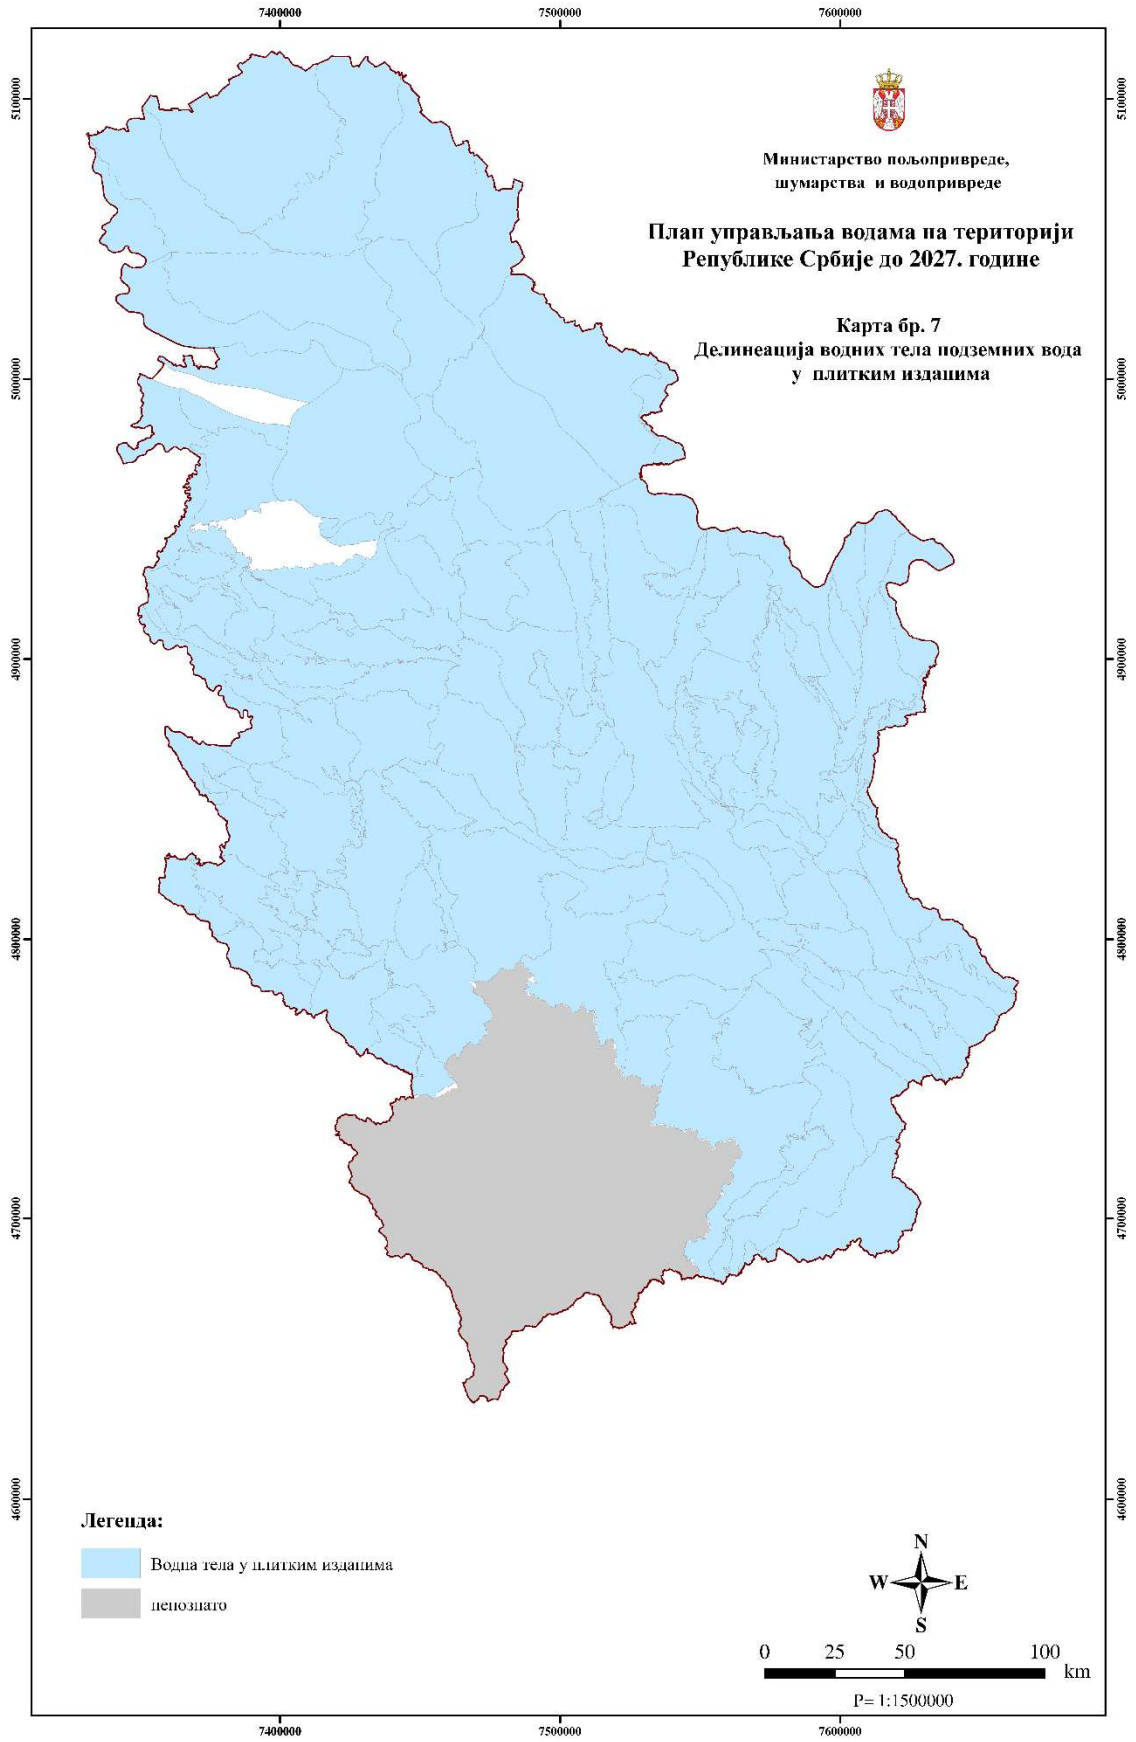 7400000 7500000 7600000
5100000 5100000
Министарство пољопривреде,
шумарства и водопривреде
План управљања водама на територији
Републике Србије до 2027. године
Карта бр. 7
Делинеација водних тела подземних вода
у плитким изданима
5000000 5000000
4900000 4900000
4800000 4800000
4700000 4700000
4600000 4600000
Легенда:
Водна тела у плитким изданима
непознато
N
W E
S
0 25 50 100
km
Р= 1:1500000
7400000 7500000 7600000